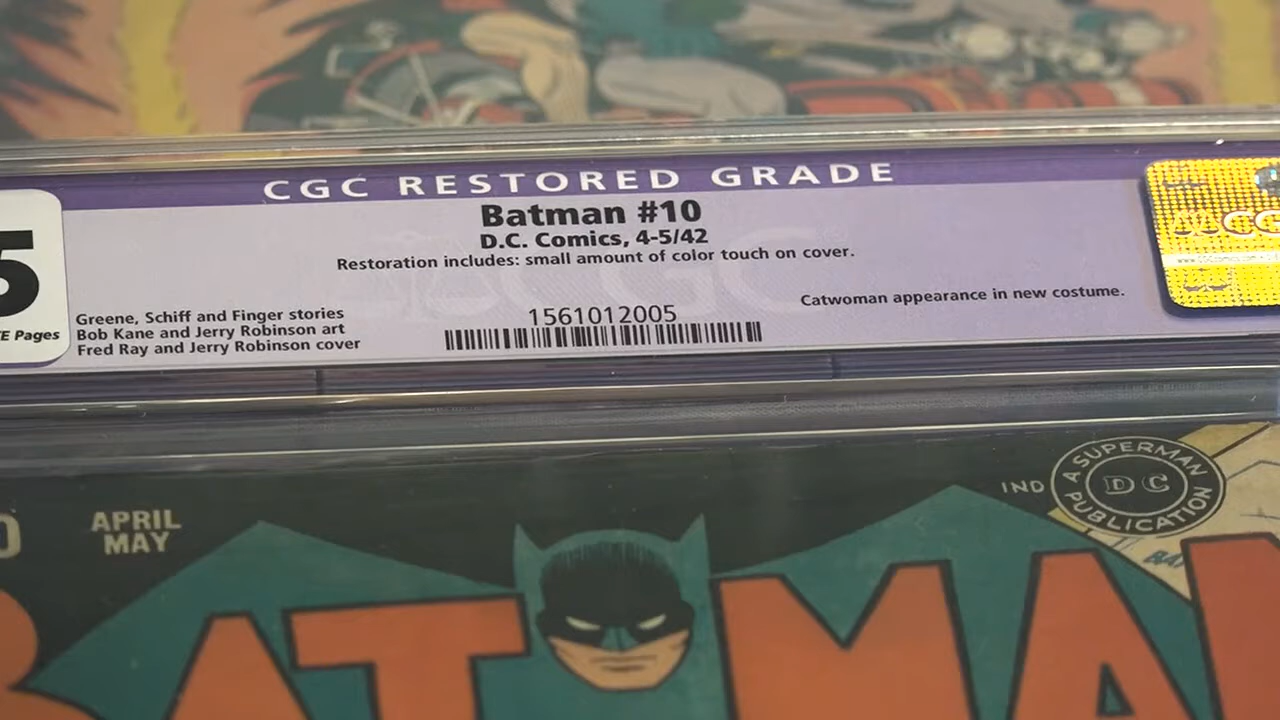 CGC RESTORED GRADE
Batman #10
D.C. Comics, 4-5/42
Restoration includes: small amount of color touch on cover.
5
Pages
Greene, Schiff and Finger stories
Bob Kane and Jerry Robinson art
Fred Ray and Jerry Robinson cover
1561012005
Catwoman appearance in new costume.
APRIL
MAY
IND
A SUPERMAN
DC
PUBLICATION
BATMAN